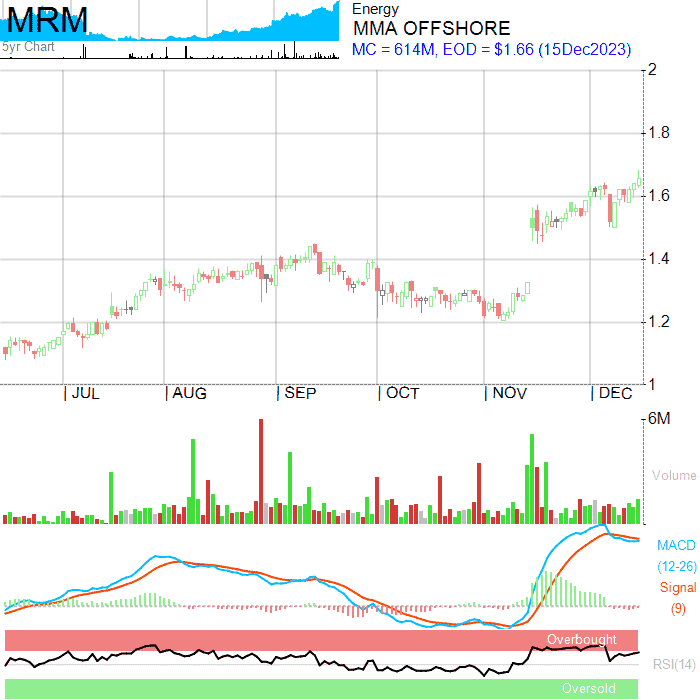 MRM
5yr Chart
Energy
MMA OFFSHORE
MC = 614M, EOD = $1.66 (15Dec2023)
2
1.8
1.6
1.4
1.2
1
| JUL | AUG | SEP | OCT | NOV | DEC
6M
Volume
MACD
(12-26)
Signal
(9)
Overbought
RSI(14)
Oversold